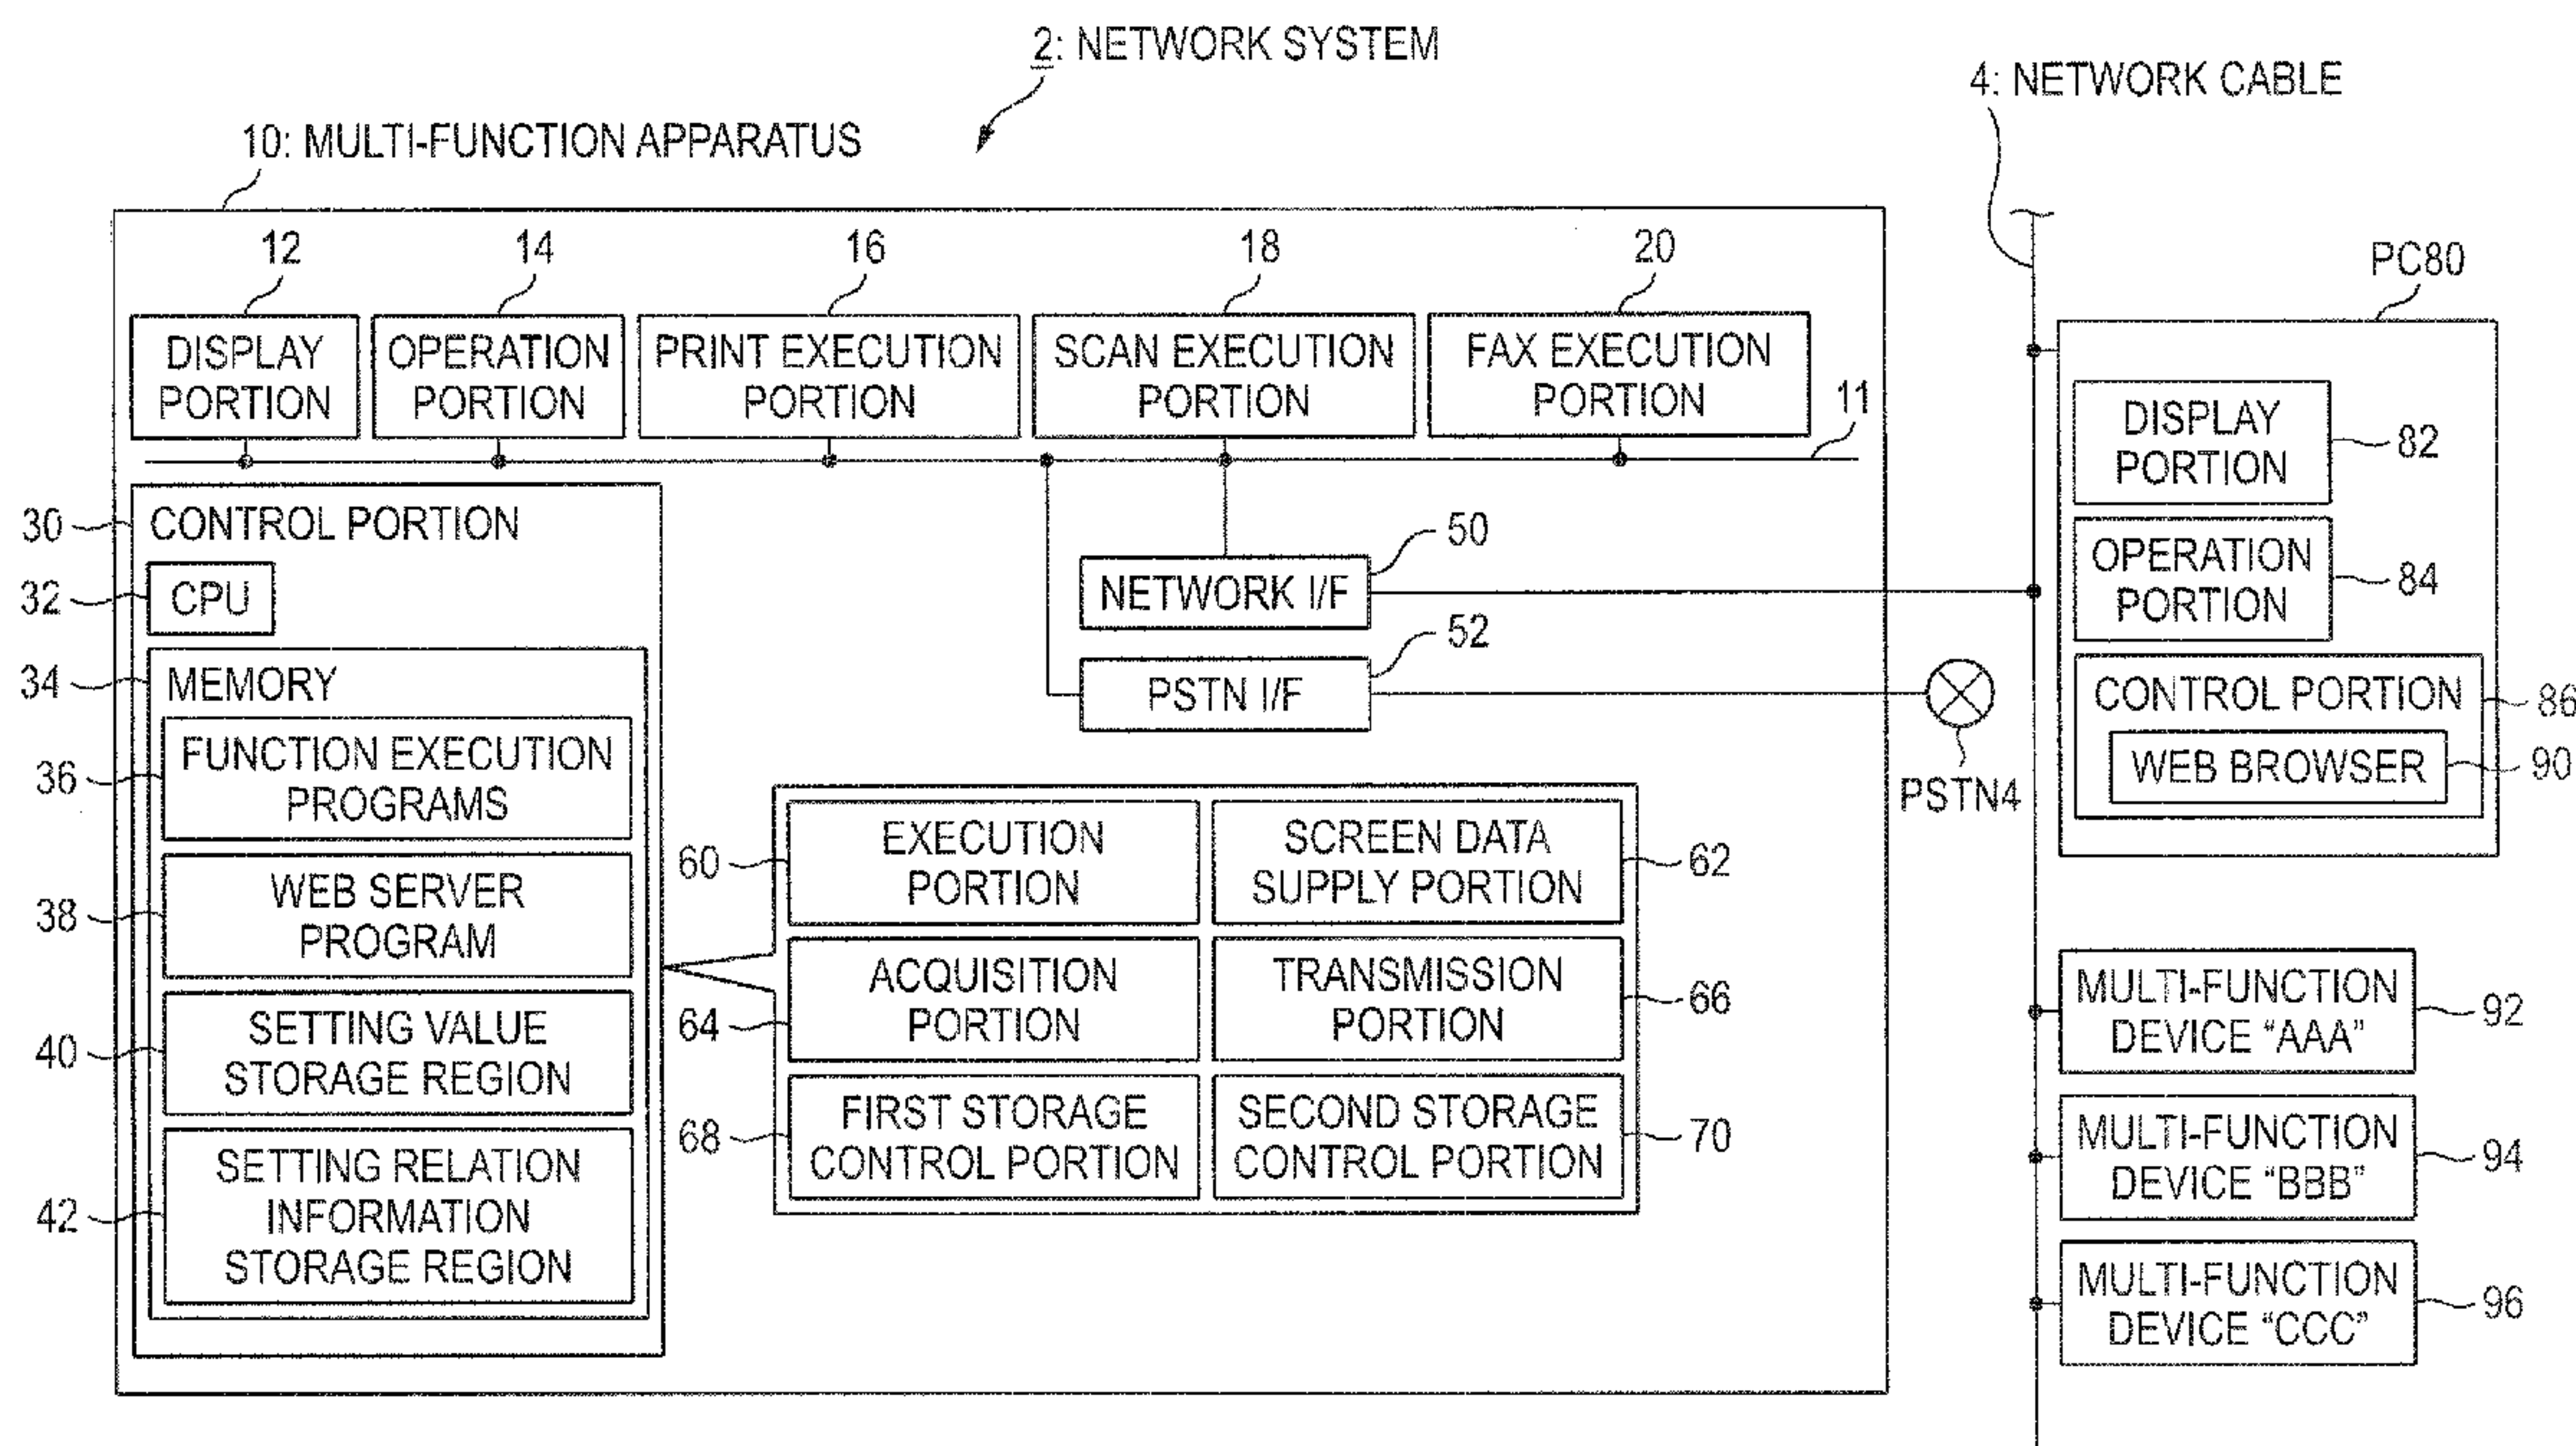 2: NETWORK SYSTEM
4: NETWORK CABLE
10: MULTI-FUNCTION APPARATUS
12
14
16
18
20
PC80
DISPLAY
PORTION
OPERATION
PORTION
PRINT EXECUTION
PORTION
SCAN EXECUTION
PORTION
FAX EXECUTION
PORTION
11
30
CONTROL PORTION
32
CPU
34
MEMORY
36
FUNCTION EXECUTION
PROGRAMS
38
WEB SERVER
PROGRAM
40
SETTING VALUE
STORAGE REGION
42
SETTING RELATION
INFORMATION
STORAGE REGION
50
NETWORK I/F
52
PSTN I/F
PSTN4
60
EXECUTION
PORTION
SCREEN DATA
SUPPLY PORTION
62
64
ACQUISITION
PORTION
TRANSMISSION
PORTION
66
68
FIRST STORAGE
CONTROL PORTION
SECOND STORAGE
CONTROL PORTION
70
DISPLAY
PORTION
82
OPERATION
PORTION
84
CONTROL PORTION
86
WEB BROWSER
90
MULTI-FUNCTION
DEVICE “AAA”
92
MULTI-FUNCTION
DEVICE “BBB”
94
MULTI-FUNCTION
DEVICE “CCC”
96